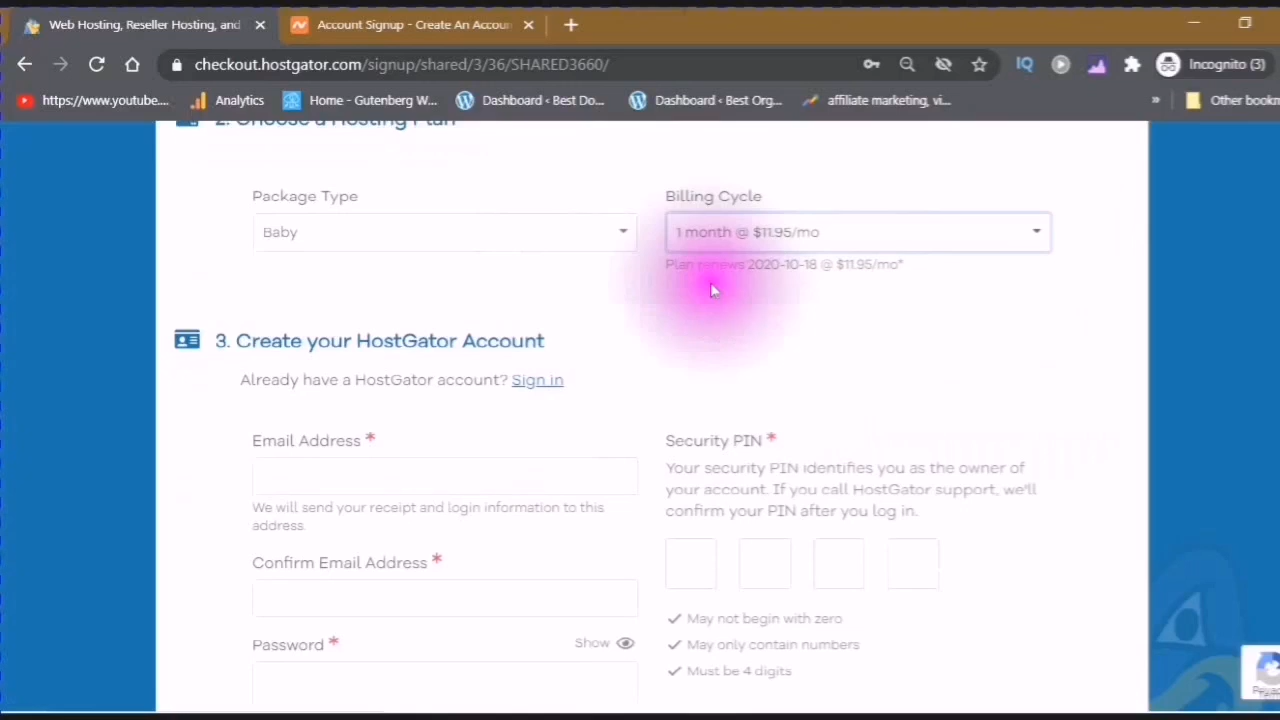 Web Hosting, Reseller Hosting, and
Account Signup - Create An Accoun
checkout.hostgator.com/signup/shared/3/36/SHARED3660/
IQ
Incognito (3)
https://www.youtube....
Analytics
Home - Gutenberg W...
Dashboard ‹ Best Do...
Dashboard ‹ Best Org...
affiliate marketing, vi...
»
Other bookm
2. Choose a Hosting Plan
Package Type
Billing Cycle
Baby
1 month @ $11.95/mo
Plan renews 2020-10-18 @ $11.95/mo*
3. Create your HostGator Account
Already have a HostGator account? Sign in
Email Address *
Security PIN *
Your security PIN identifies you as the owner of
your account. If you call HostGator support, we'll
confirm your PIN after you log in.
We will send your receipt and login information to this
address.
Confirm Email Address *
May not begin with zero
Password *
Show
May only contain numbers
Must be 4 digits